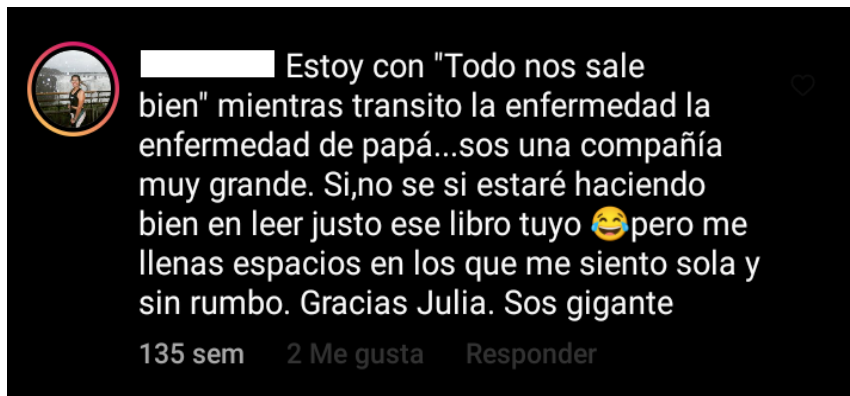 Estoy con "Todo nos sale
bien" mientras transito la enfermedad la
enfermedad de papá...sos una compañía
muy grande. Si,no se si estaré haciendo
bien en leer justo ese libro tuyo 😂pero me
llenas espacios en los que me siento sola y
sin rumbo. Gracias Julia. Sos gigante
135 sem 2 Me gusta Responder